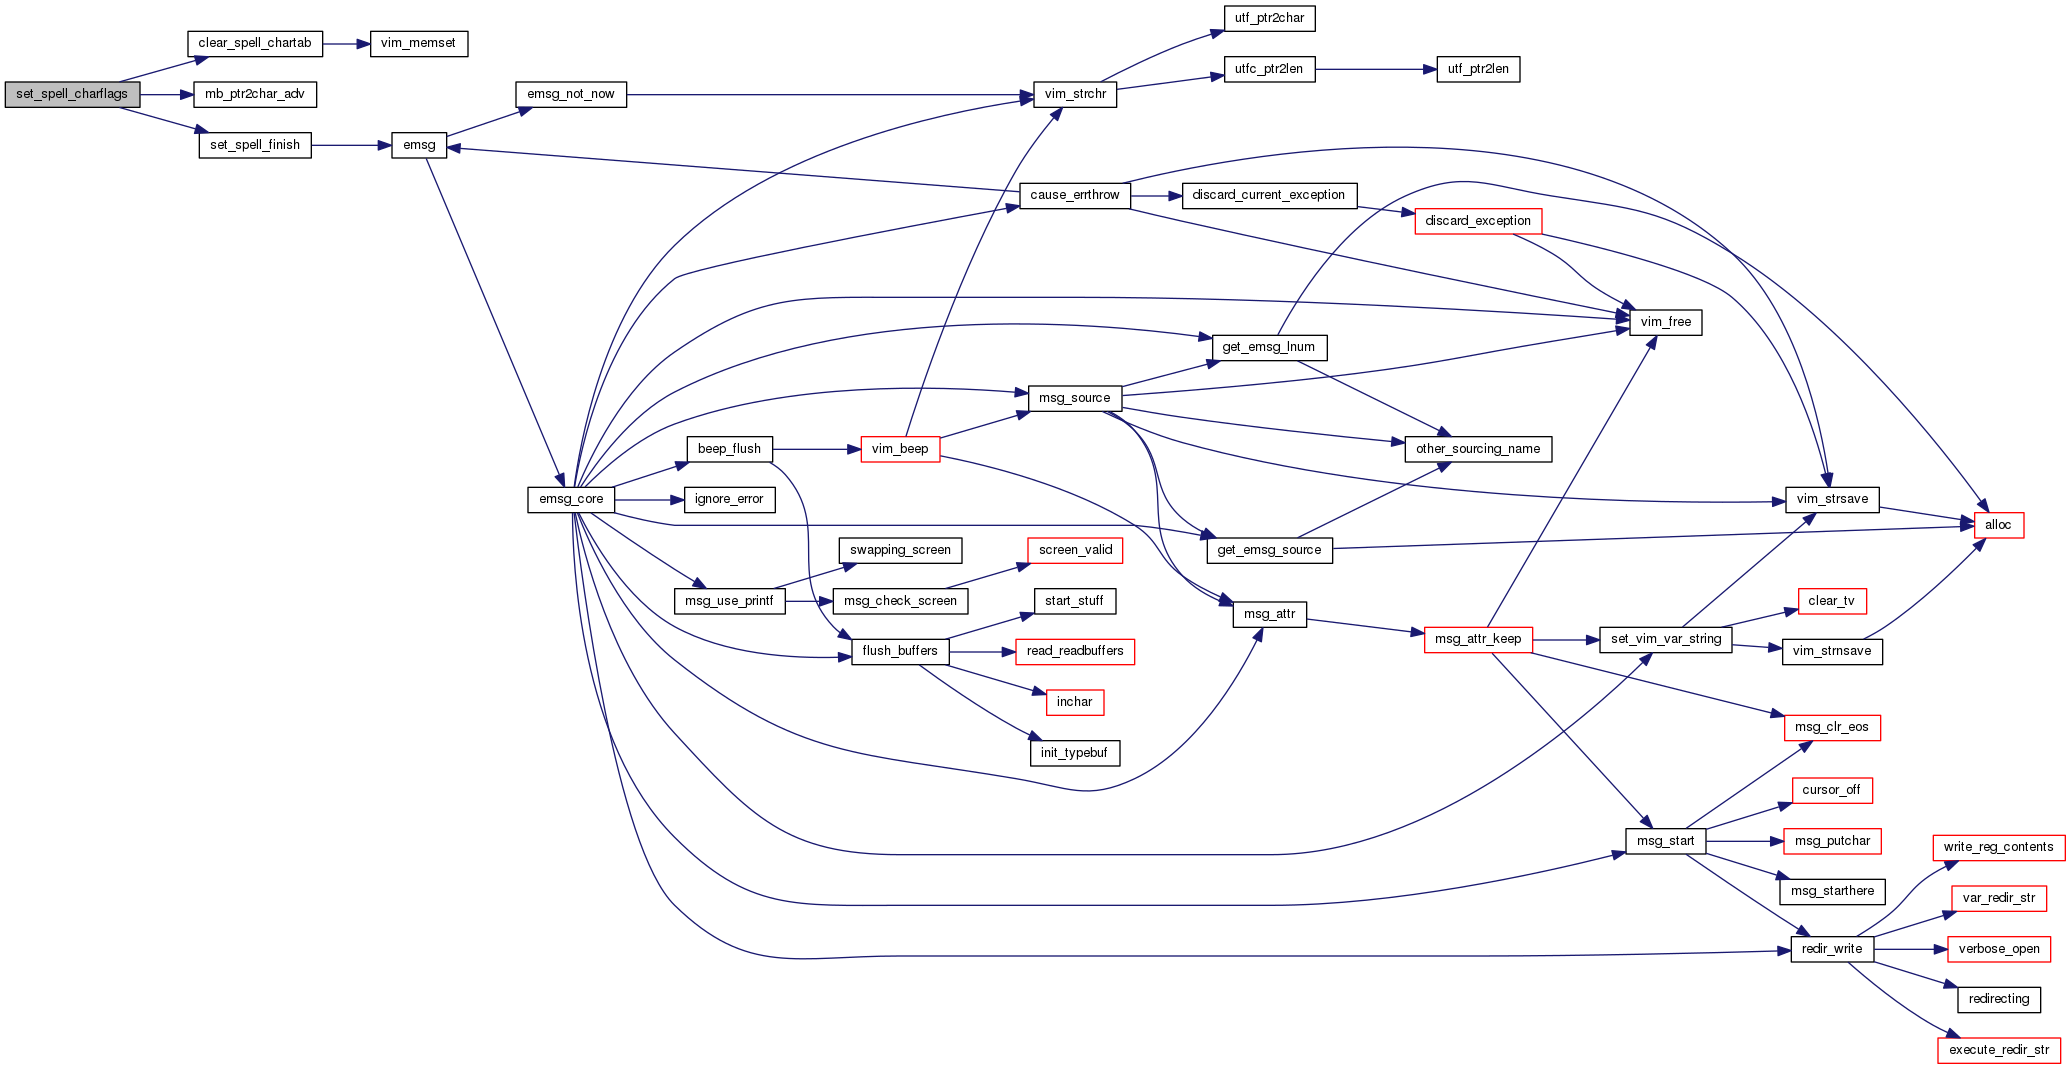 set_spell_charflags
clear_spell_chartab
vim_memset
mb_ptr2char_adv
set_spell_finish
emsg
emsg_not_now
vim_strchr
utf_ptr2char
utfc_ptr2len
utf_ptr2len
cause_errthrow
discard_current_exception
discard_exception
vim_free
get_emsg_lnum
msg_source
other_sourcing_name
beep_flush
vim_beep
emsg_core
ignore_error
vim_strsave
alloc
get_emsg_source
swapping_screen
screen_valid
msg_use_printf
msg_check_screen
start_stuff
msg_attr
clear_tv
flush_buffers
read_readbuffers
msg_attr_keep
set_vim_var_string
vim_strnsave
inchar
msg_clr_eos
init_typebuf
cursor_off
msg_start
msg_putchar
write_reg_contents
msg_starthere
var_redir_str
redir_write
verbose_open
redirecting
execute_redir_str